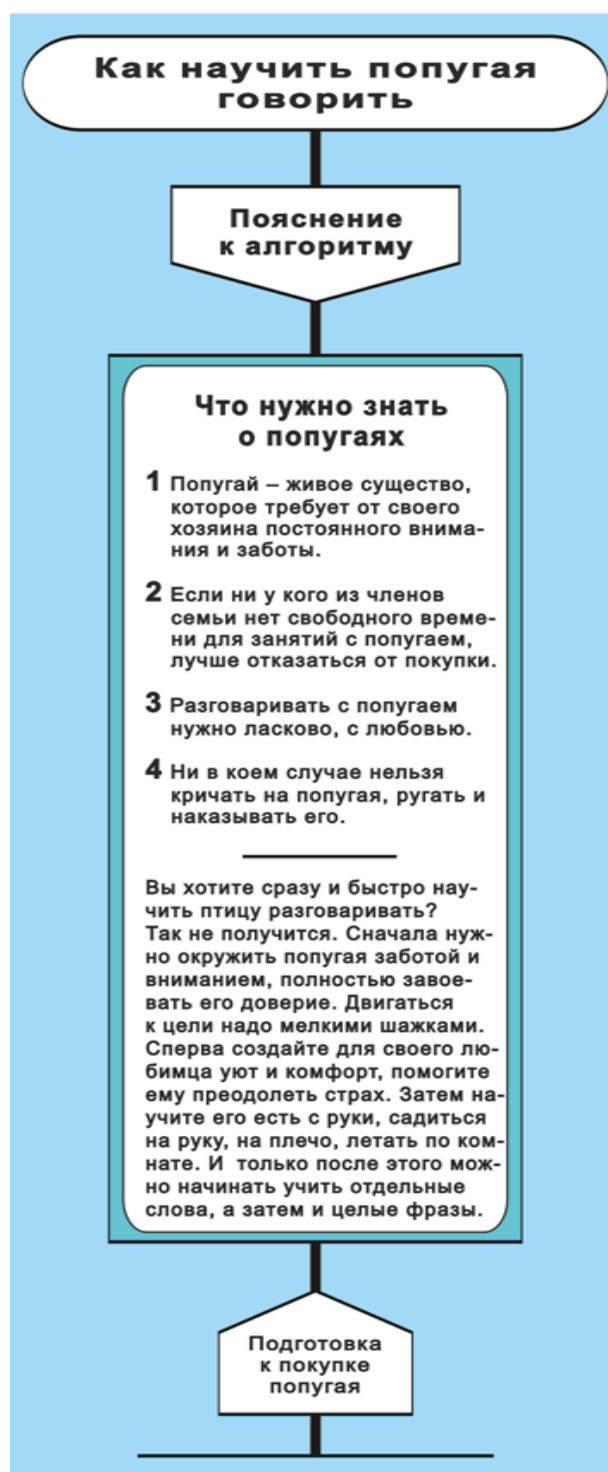 Как научить попугая
говорить
Пояснение
к алгоритму
Что нужно знать
о попугаях
1 Попугай – живое существо,
которое требует от своего
хозяина постоянного внима-
ния и заботы.
2 Если ни у кого из членов
семьи нет свободного време-
ни для занятий с попугаем,
лучше отказаться от покупки.
3 Разговаривать с попугаем
нужно ласково, с любовью.
4 Ни в коем случае нельзя
кричать на попугая, ругать и
наказывать его.
Вы хотите сразу и быстро нау-
чить птицу разговаривать?
Так не получится. Сначала нуж-
но окружить попугая заботой и
вниманием, полностью завое-
вать его доверие. Двигаться
к цели надо мелкими шажками.
Сперва создайте для своего лю-
бимца уют и комфорт, помогите
ему преодолеть страх. Затем на-
учите его есть с руки, садиться
на руку, на плечо, летать по ком-
нате. И только после этого мож-
но начинать учить отдельные
слова, а затем и целые фразы.
Подготовка
к покупке
попугая